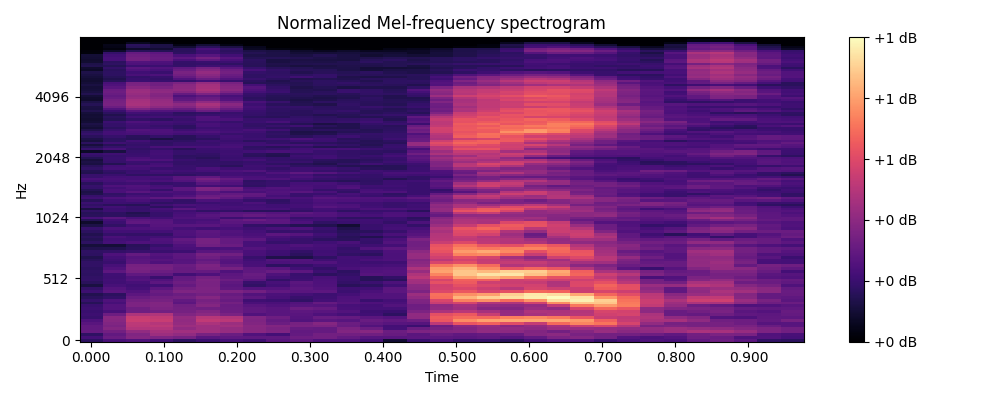 Normalized Mel-frequency spectrogram
Hz
4096
2048
1024
512
0
0.000 0.100 0.200 0.300 0.400 0.500 0.600 0.700 0.800 0.900
Time
+1 dB
+1 dB
+1 dB
+0 dB
+0 dB
+0 dB